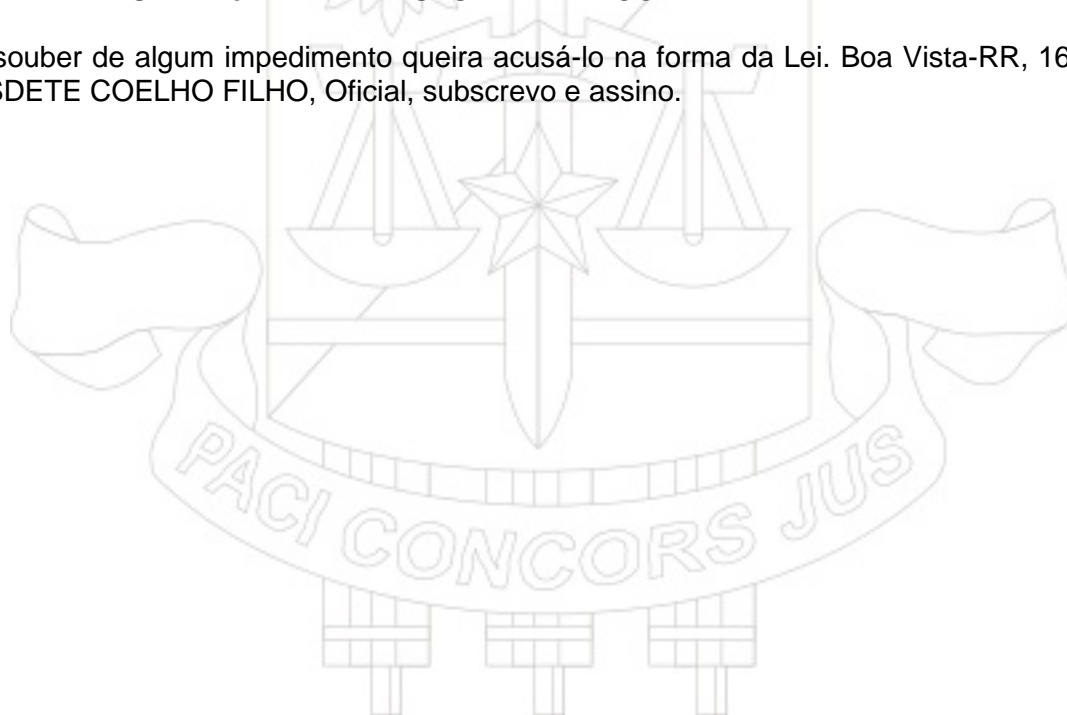 souber de algum impedimento queira acusá-lo na forma da Lei. Boa Vista-RR, 16
SDETE COELHO FILHO, Oficial, subscrevo e assino.
PACI CONCORS JUS